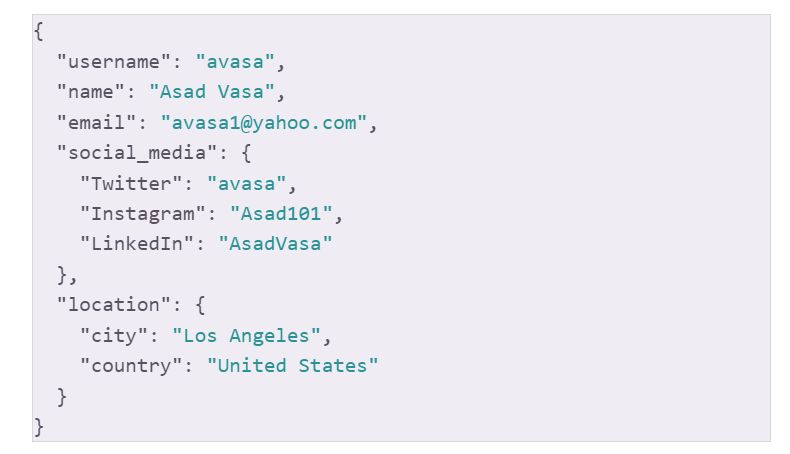 {
  "username": "avasa",
  "name": "Asad Vasa",
  "email": "avasa1@yahoo.com",
  "social_media": {
    "Twitter": "avasa",
    "Instagram": "Asad101",
    "LinkedIn": "AsadVasa"
  },
  "location": {
    "city": "Los Angeles",
    "country": "United States"
  }
}